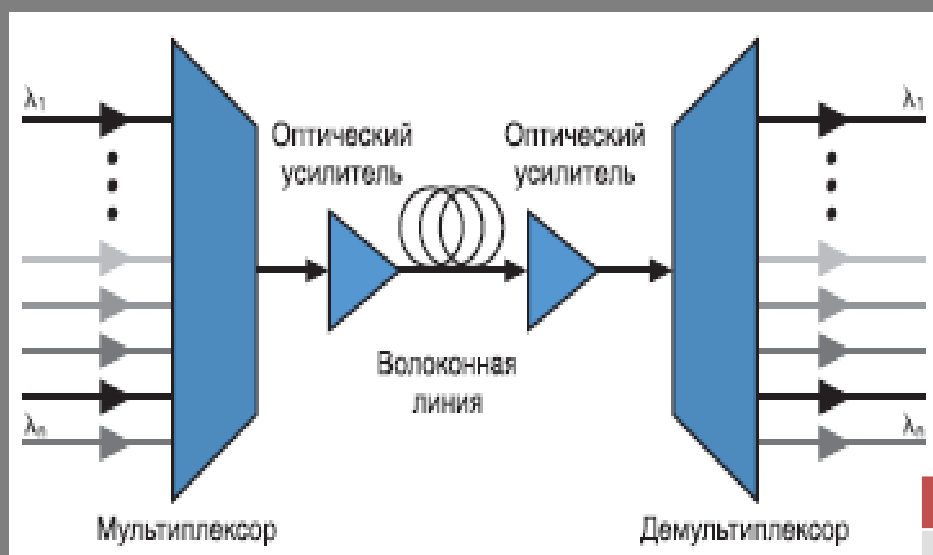 λ₁
λ₁
Оптический
усилитель
Оптический
усилитель
Волоконная
линия
λₙ
λₙ
Мультиплексор
Демультиплексор